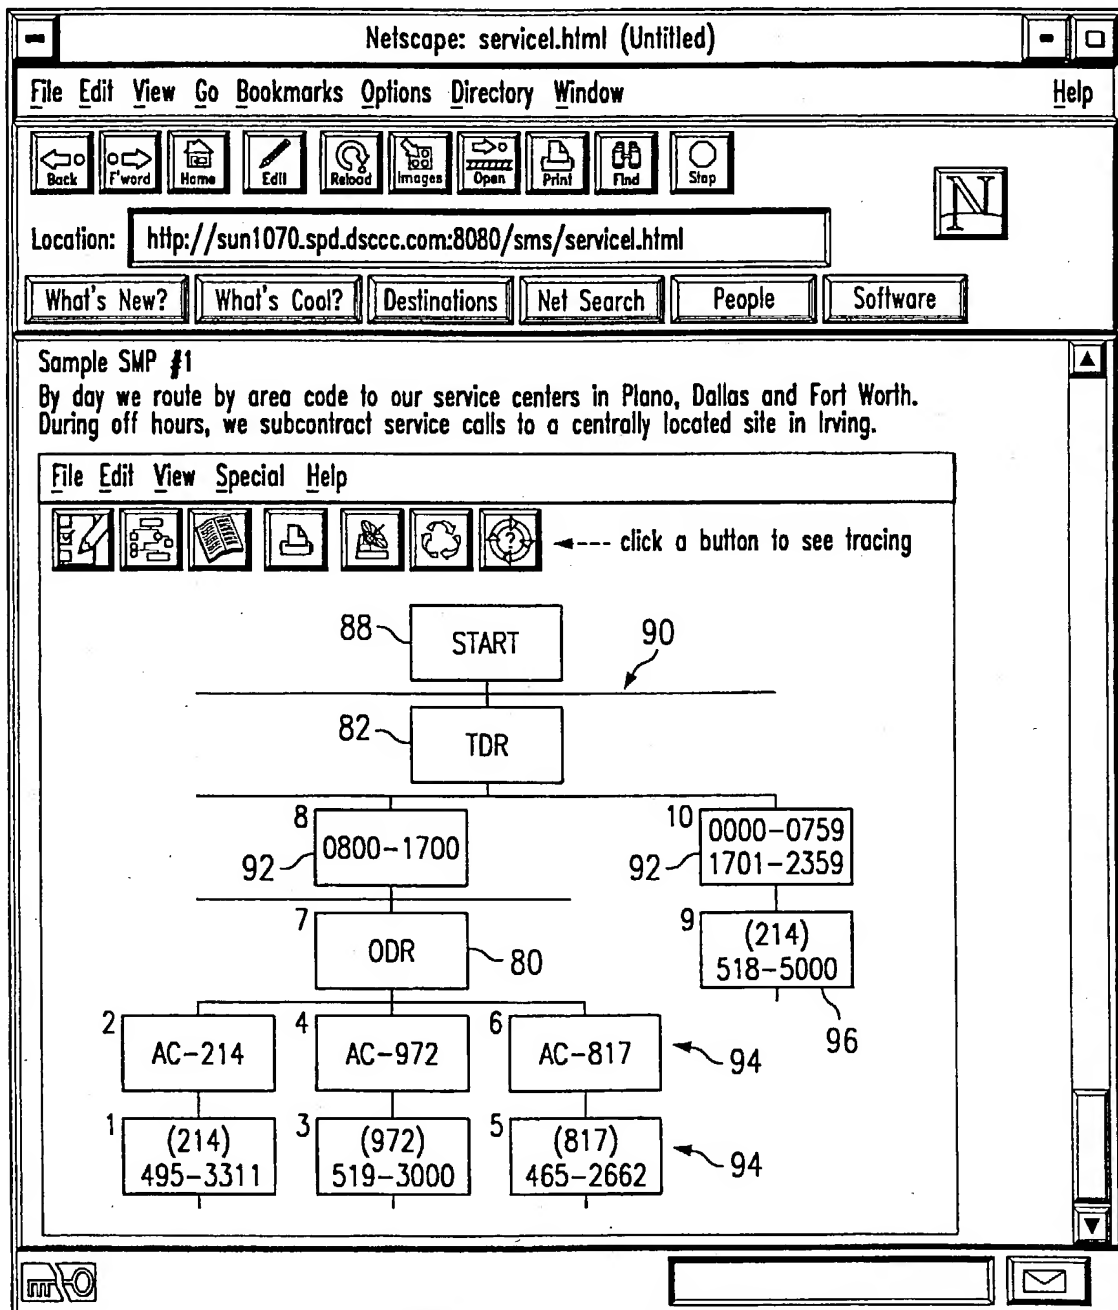 Netscape: servicel.html (Untitled)
File Edit View Go Bookmarks Options Directory Window Help
Back F'word Home Edit Reload Images Open Print Find Stop
N
Location: http://sun1070.spd.dsccc.com:8080/sms/servicel.html
What's New? What's Cool? Destinations Net Search People Software
Sample SMP #1
By day we route by area code to our service centers in Plano, Dallas and Fort Worth.
During off hours, we subcontract service calls to a centrally located site in Irving.
File Edit View Special Help
? click a button to see tracing
88 START 90
82 TDR
8 0800-1700 92
10 0000-0759
92 1701-2359
7 ODR 80
9 (214)
518-5000
96
2 AC-214 4 AC-972 6 AC-817 94
1 (214) 3 (972) 5 (817) 94
495-3311 519-3000 465-2662